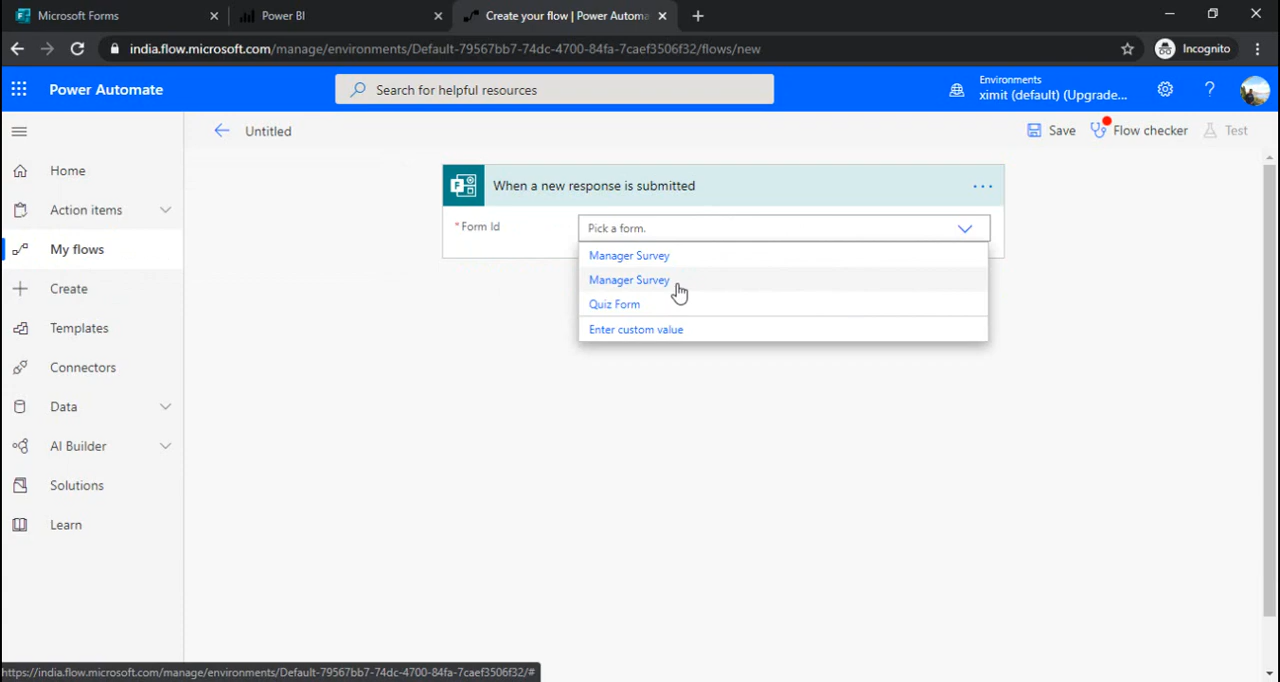 Microsoft Forms
Power BI
Create your flow | Power Automa
india.flow.microsoft.com/manage/environments/Default-79567bb7-74dc-4700-84fa-7caef3506f32/flows/new
Incognito
Power Automate
Search for helpful resources
Environments
ximit (default) (Upgrade...
Untitled
Save
Flow checker
Test
Home
Action items
My flows
Create
Templates
Connectors
Data
AI Builder
Solutions
Learn
When a new response is submitted
* Form Id
Pick a form.
Manager Survey
Manager Survey
Quiz Form
Enter custom value
https://india.flow.microsoft.com/manage/environments/Default-79567bb7-74dc-4700-84fa-7caef3506f32/#